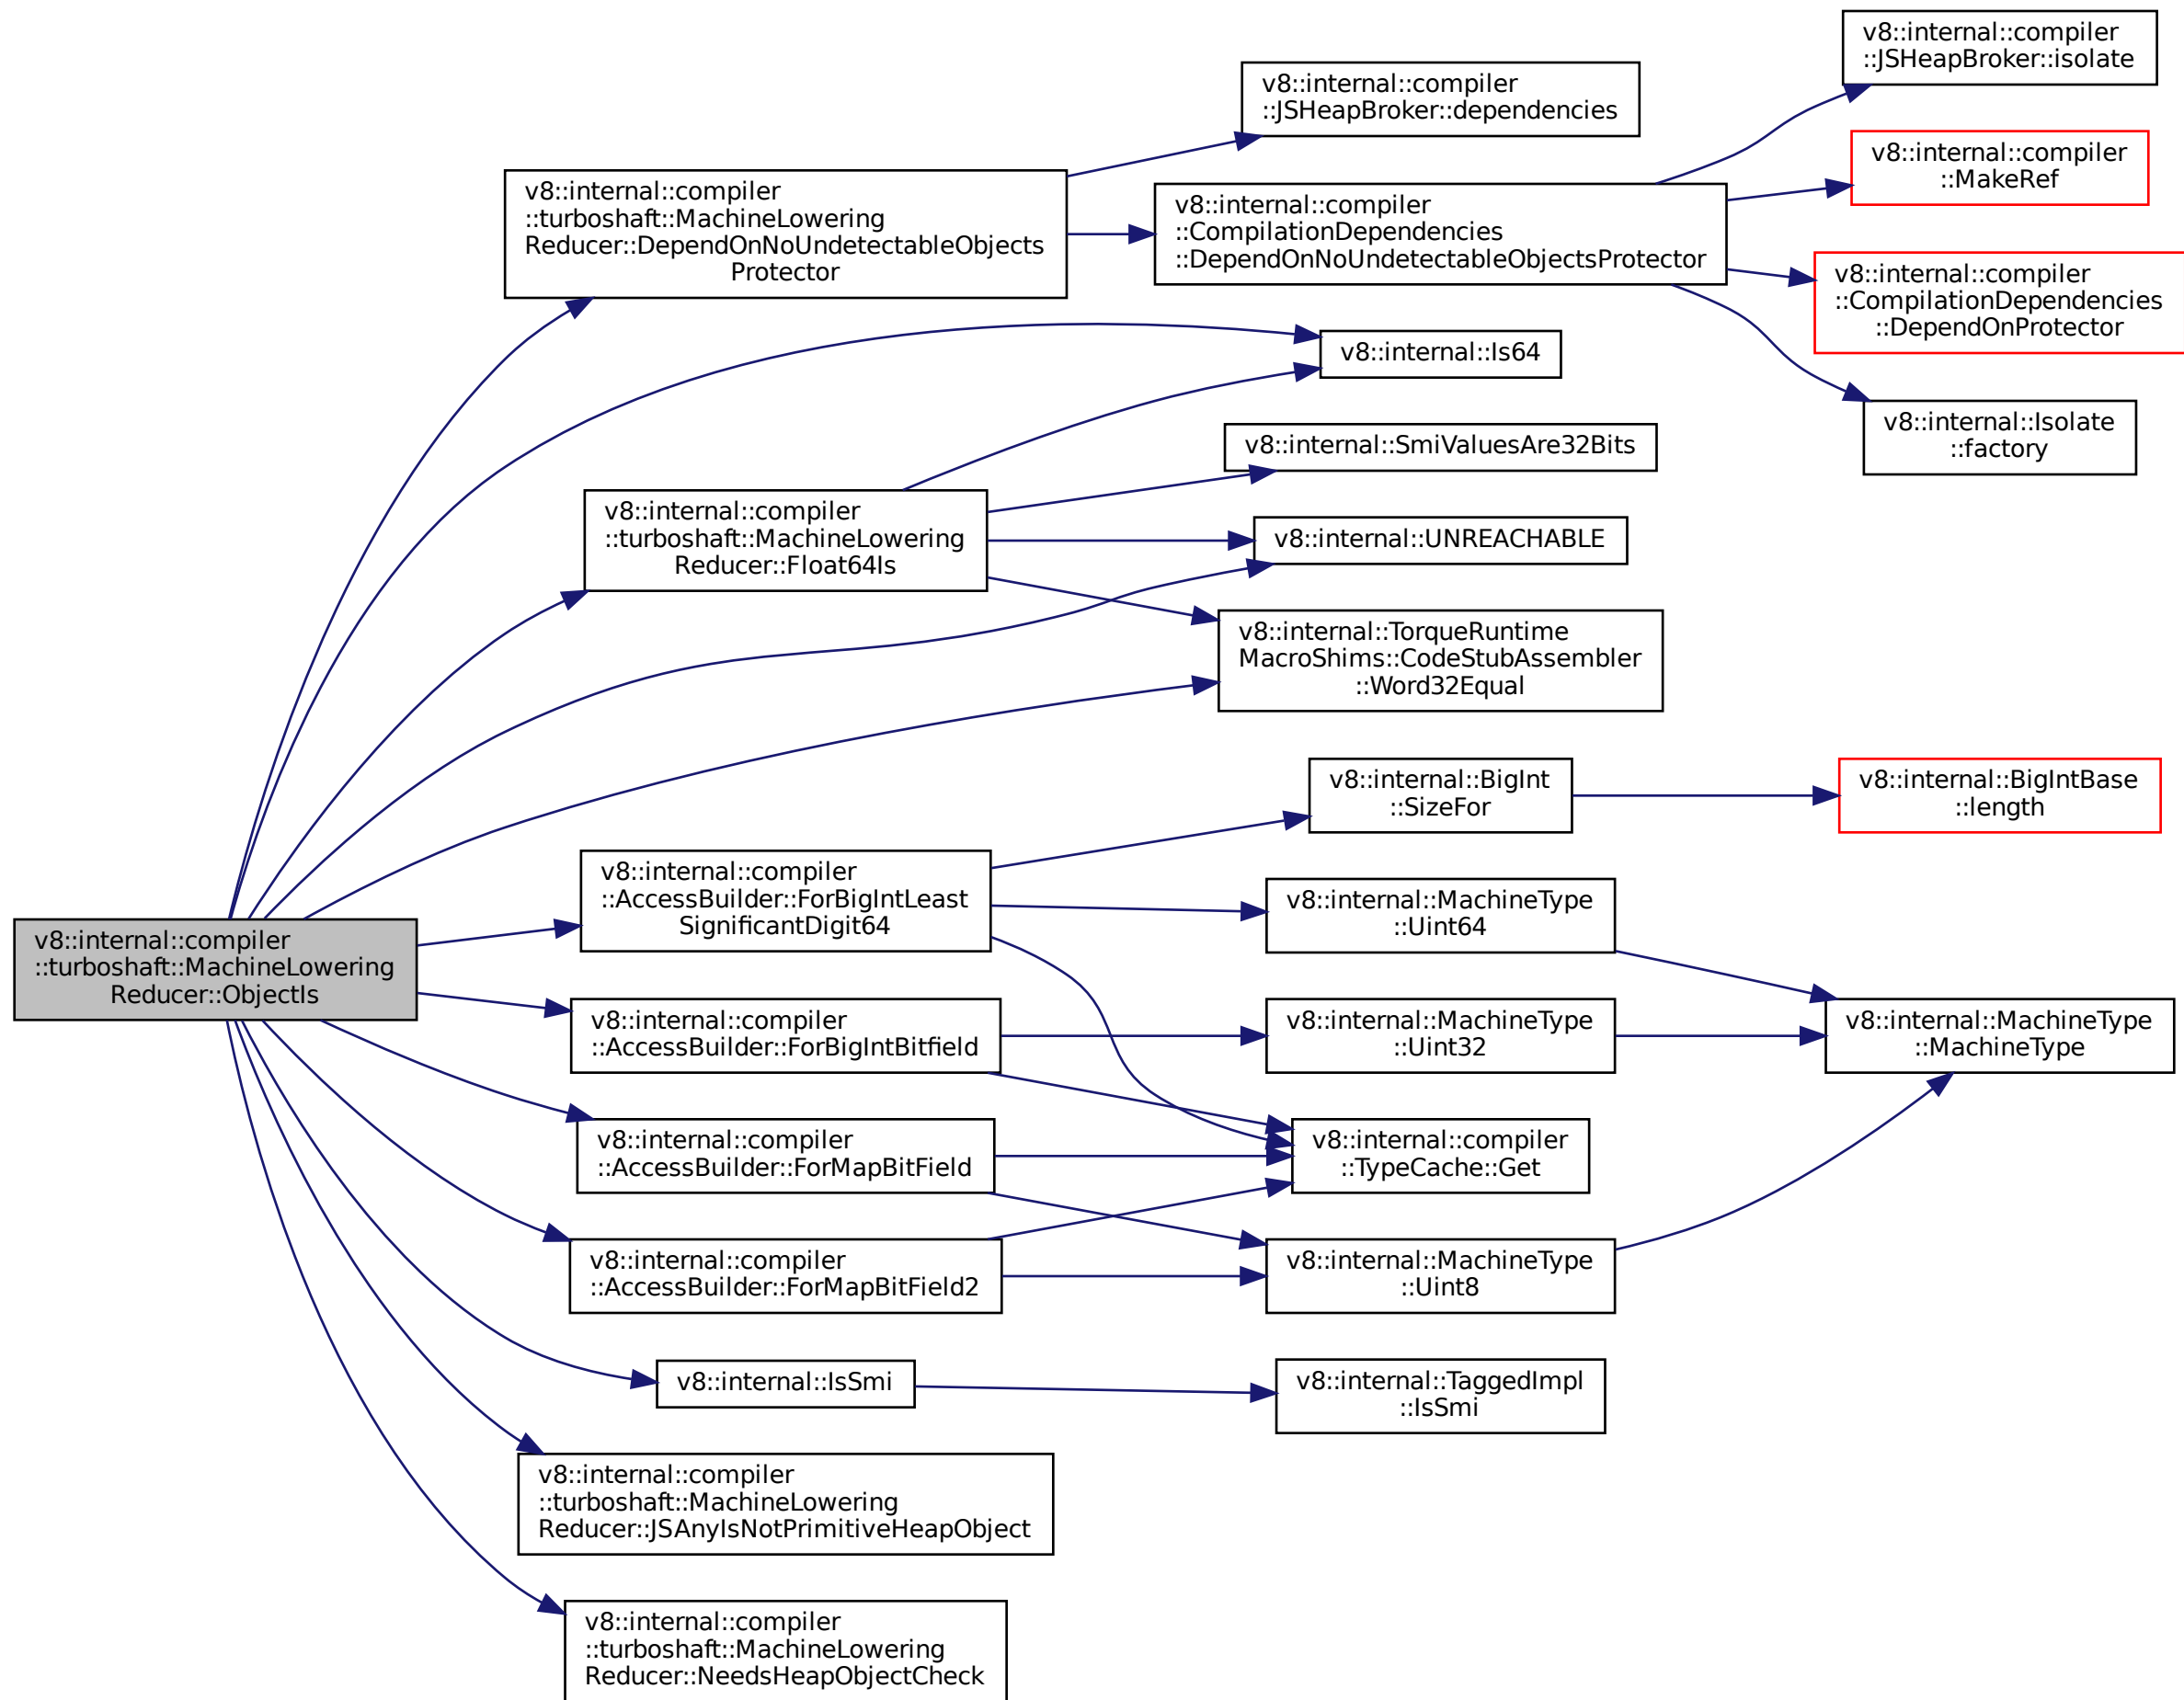 v8::internal::compiler
::JSHeapBroker::isolate
v8::internal::compiler
::JSHeapBroker::dependencies
v8::internal::compiler
::MakeRef
v8::internal::compiler
::turboshaft::MachineLowering
Reducer::DependOnNoUndetectableObjects
Protector
v8::internal::compiler
::CompilationDependencies
::DependOnNoUndetectableObjectsProtector
v8::internal::compiler
::CompilationDependencies
::DependOnProtector
v8::internal::Is64
v8::internal::Isolate
::factory
v8::internal::SmiValuesAre32Bits
v8::internal::compiler
::turboshaft::MachineLowering
Reducer::Float64Is
v8::internal::UNREACHABLE
v8::internal::TorqueRuntime
MacroShims::CodeStubAssembler
::Word32Equal
v8::internal::BigInt
::SizeFor
v8::internal::BigIntBase
::length
v8::internal::compiler
::AccessBuilder::ForBigIntLeast
SignificantDigit64
v8::internal::MachineType
::Uint64
v8::internal::compiler
::turboshaft::MachineLowering
Reducer::ObjectIs
v8::internal::compiler
::AccessBuilder::ForBigIntBitfield
v8::internal::MachineType
::Uint32
v8::internal::MachineType
::MachineType
v8::internal::compiler
::AccessBuilder::ForMapBitField
v8::internal::compiler
::TypeCache::Get
v8::internal::compiler
::AccessBuilder::ForMapBitField2
v8::internal::MachineType
::Uint8
v8::internal::IsSmi
v8::internal::TaggedImpl
::IsSmi
v8::internal::compiler
::turboshaft::MachineLowering
Reducer::JSAnyIsNotPrimitiveHeapObject
v8::internal::compiler
::turboshaft::MachineLowering
Reducer::NeedsHeapObjectCheck